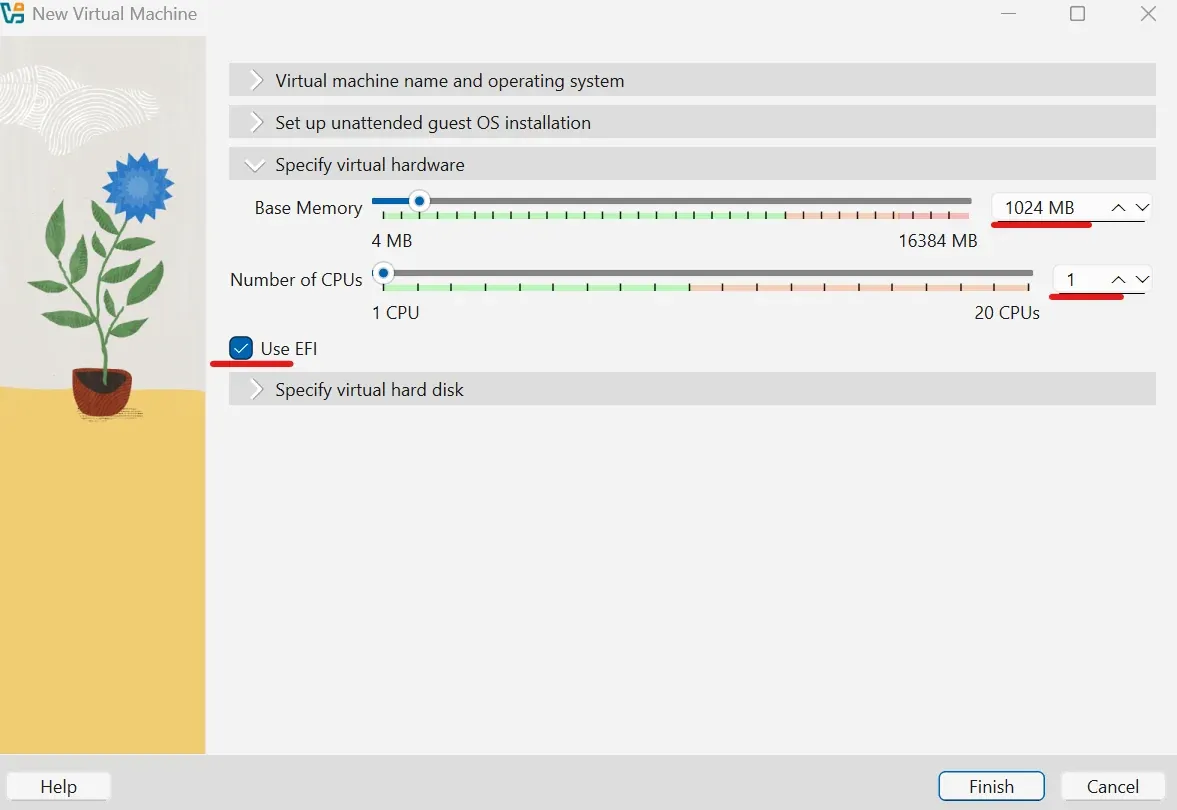 New Virtual Machine
Virtual machine name and operating system
Set up unattended guest OS installation
Specify virtual hardware
Base Memory 1024 MB
4 MB 16384 MB
Number of CPUs 1
1 CPU 20 CPUs
Use EFI
Specify virtual hard disk
Help Finish Cancel